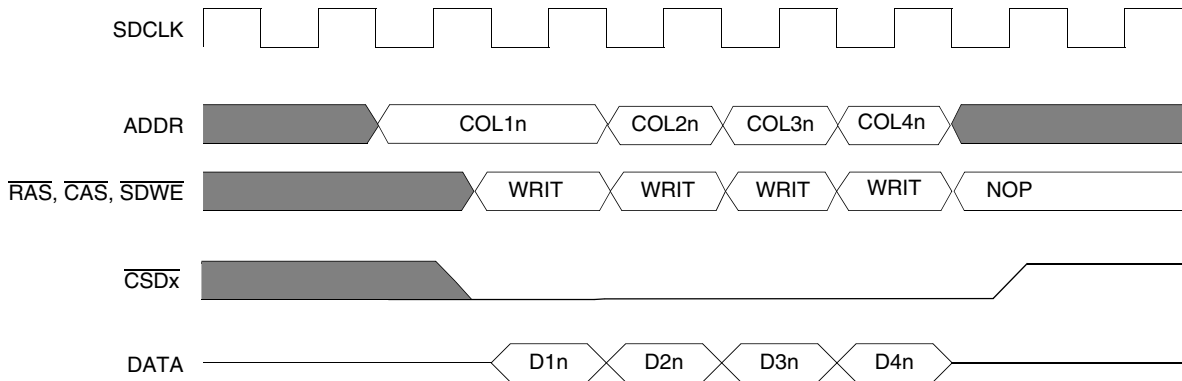 SDCLK
ADDR COL1n COL2n COL3n COL4n
RAS, CAS, SDWE WRIT WRIT WRIT WRIT NOP
CSDx
DATA D1n D2n D3n D4n